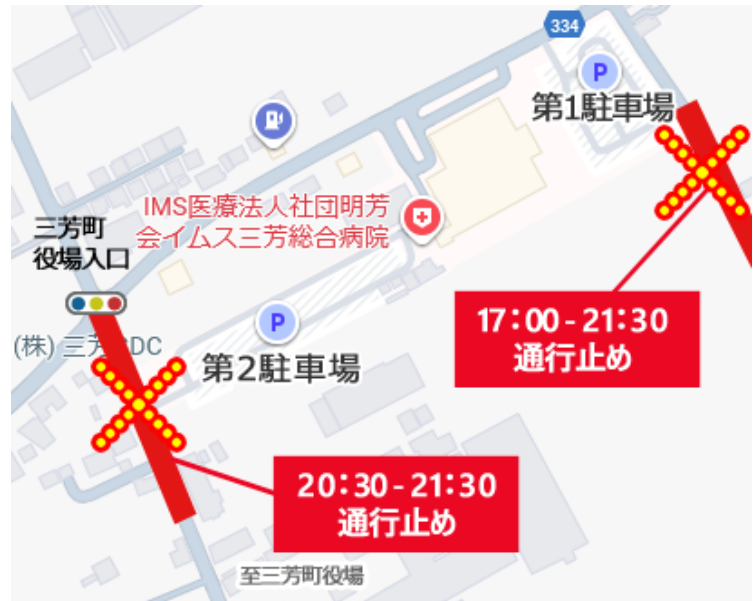 334
P
第1駐車場
IMS医療法人社団明芳
会イムス三芳総合病院
三芳町
役場入口
17:00-21:30
通行止め
P
(株) 三芳CDC
第2駐車場
20:30-21:30
通行止め
至三芳町役場